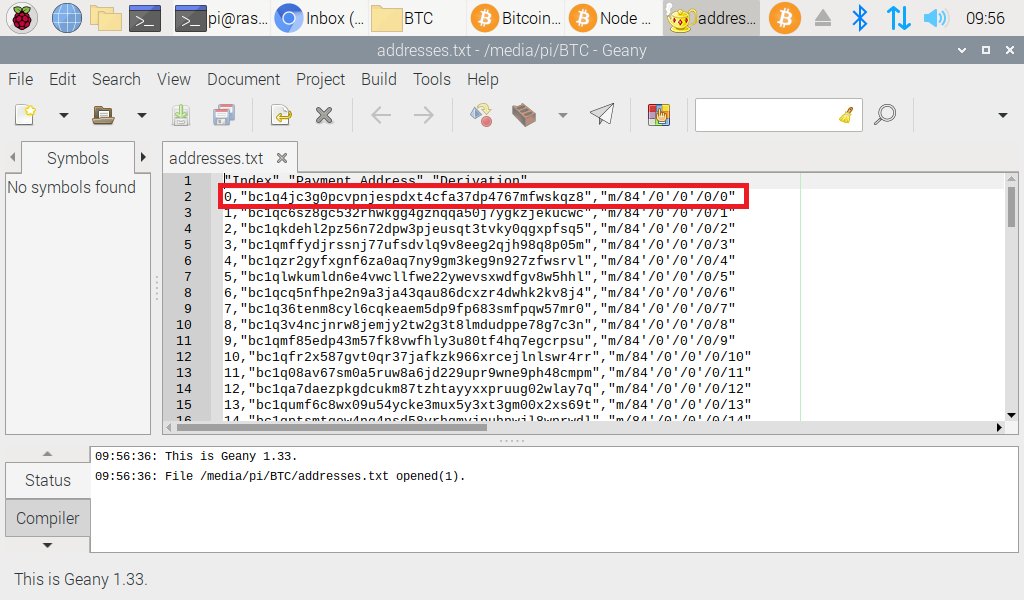 pi@ras...
Inbox (...
BTC
Bitcoin...
Node ...
addres...
09:56
addresses.txt - /media/pi/BTC - Geany
File Edit Search View Document Project Build Tools Help
Symbols
addresses.txt
No symbols found
1 "Index","Payment Address","Derivation"
2 0,"bc1q4jc3g0pcvpnjespdxt4cfa37dp4767mfwskqz8","m/84'/0'/0'/0/0"
3 1,"bc1qc6sz8gc532rhwkgg4gznqqa50j7ygkzjekucwc","m/84'/0'/0'/0/1"
4 2,"bc1qkdehl2pz56n72dpw3pjeusqt3tvky0qgxpfsq5","m/84'/0'/0'/0/2"
5 3,"bc1qmffydjrssnj77ufsdvlq9v8eeg2qjh98q8p05m","m/84'/0'/0'/0/3"
6 4,"bc1qzr2gyfxgnf6za0aq7ny9gm3keg9n927zfwsrvl","m/84'/0'/0'/0/4"
7 5,"bc1qlwkumldn6e4vwcllfwe22ywevsxwdfgv8w5hhl","m/84'/0'/0'/0/5"
8 6,"bc1qcq5nfhpe2n9a3ja43qau86dcxzr4dwhk2kv8j4","m/84'/0'/0'/0/6"
9 7,"bc1q36tenm8cyl6cqkeaem5dp9fp683smfpqw57mr0","m/84'/0'/0'/0/7"
10 8,"bc1q3v4ncjnrw8jemjy2tw2g3t8lmdudppe78g7c3n","m/84'/0'/0'/0/8"
11 9,"bc1qmf85edp43m57fk8vwfhly3u80tf4hq7egcrpsu","m/84'/0'/0'/0/9"
12 10,"bc1qfr2x587gvt0qr37jafkzk966xrcejlnlswr4rr","m/84'/0'/0'/0/10"
13 11,"bc1q08av67sm0a5ruw8a6jd229upr9wne9ph48cmpm","m/84'/0'/0'/0/11"
14 12,"bc1qa7daezpkgdcukm87tzhtayyxxpruug02wlay7q","m/84'/0'/0'/0/12"
15 13,"bc1qumf6c8wx09u54ycke3mux5y3xt3gm00x2xs69t","m/84'/0'/0'/0/13"
16
Status
09:56:36: This is Geany 1.33.
09:56:36: File /media/pi/BTC/addresses.txt opened(1).
Compiler
This is Geany 1.33.